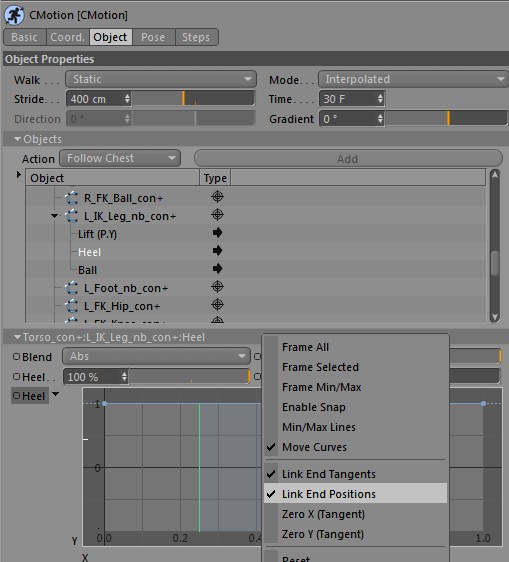 CMotion [CMotion]
Basic Coord. Object Pose Steps
Object Properties
Walk . . . Static Mode. . . Interpolated
Stride . . 400 cm Time . . . 30 F
Direction 0 ° Gradient 0 °
Objects
Action Follow Chest Add
Object Type
R_FK_Ball_con+
L_IK_Leg_nb_con+
Lift (P.Y)
Heel
Ball
L_Foot_nb_con+
L_FK_Hip_con+
L_FK_Knee_con+
Torso_con+::L_IK_Leg_nb_con+:Heel
Blend Abs
Heel . . 100 %
Heel
1
0
Y 0.0 0.2 0.4 1.0
X
Frame All
Frame Selected
Frame Min/Max
Enable Snap
Min/Max Lines
Move Curves
Link End Tangents
Link End Positions
Zero X (Tangent)
Zero Y (Tangent)
Reset